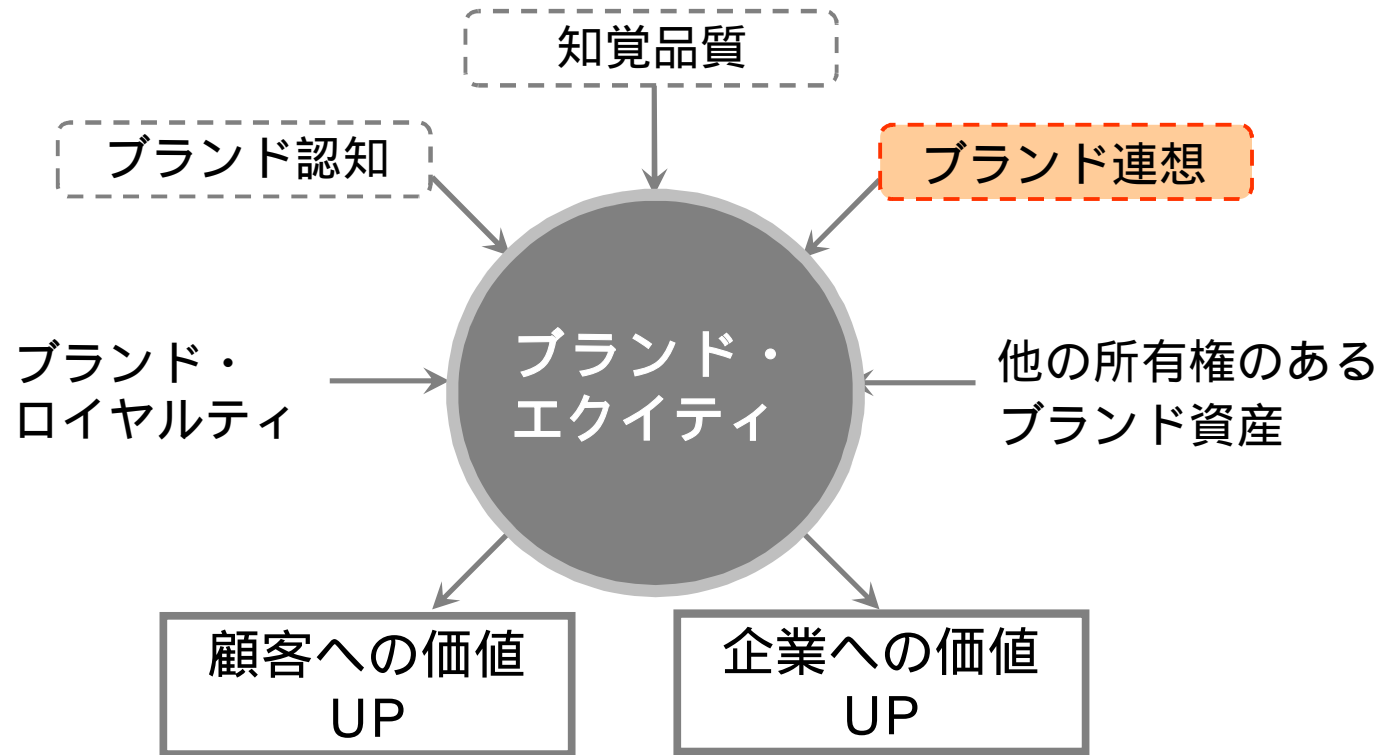 知覚品質
ブランド認知
ブランド連想
ブランド・
ロイヤルティ
ブランド・
エクイティ
他の所有権のある
ブランド資産
顧客への価値
UP
企業への価値
UP